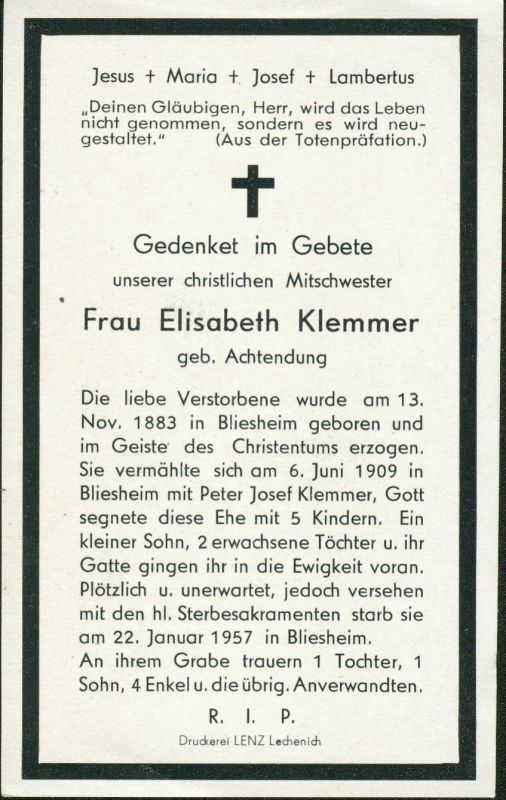 Jesus + Maria + Josef + Lambertus
„Deinen Gläubigen, Herr, wird das Leben
nicht genommen, sondern es wird neu-
gestaltet." (Aus der Totenpräfation.)
Gedenket im Gebete
unserer christlichen Mitschwester
Frau Elisabeth Klemmer
geb. Achtendung
Die liebe Verstorbene wurde am 13.
Nov. 1883 in Bliesheim geboren und
im Geiste des Christentums erzogen.
Sie vermählte sich am 6. Juni 1909 in
Bliesheim mit Peter Josef Klemmer, Gott
segnete diese Ehe mit 5 Kindern. Ein
kleiner Sohn, 2 erwachsene Töchter u. ihr
Gatte gingen ihr in die Ewigkeit voran.
Plötzlich u. unerwartet, jedoch versehen
mit den hl. Sterbesakramenten starb sie
am 22. Januar 1957 in Bliesheim.
An ihrem Grabe trauern 1 Tochter, 1
Sohn, 4 Enkel u. die übrig. Anverwandten.
R. I. P.
Druckerei LENZ Lechenich